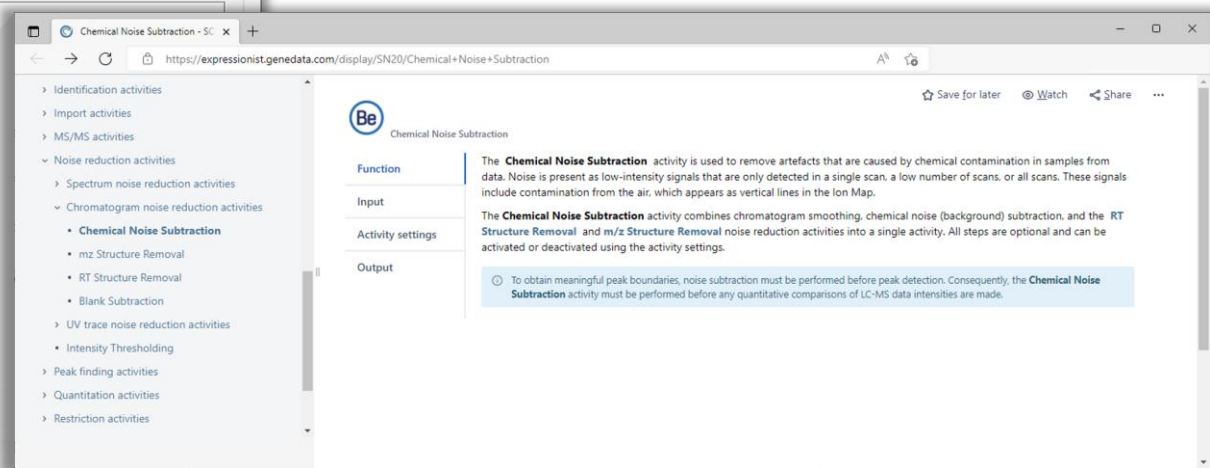 Chemical Noise Subtraction - SC
https://expressionist.genedata.com/display/SN20/Chemical+Noise+Subtraction
Identification activities
Import activities
MS/MS activities
Noise reduction activities
Spectrum noise reduction activities
Chromatogram noise reduction activities
Chemical Noise Subtraction
mz Structure Removal
RT Structure Removal
Blank Subtraction
UV trace noise reduction activities
Intensity Thresholding
Peak finding activities
Quantitation activities
Restriction activities
Save for later
Watch
Share
Be
Chemical Noise Subtraction
Function
Input
Activity settings
Output
The Chemical Noise Subtraction activity is used to remove artefacts that are caused by chemical contamination in samples from
data. Noise is present as low-intensity signals that are only detected in a single scan, a low number of scans, or all scans. These signals
include contamination from the air, which appears as vertical lines in the Ion Map.
The Chemical Noise Subtraction activity combines chromatogram smoothing, chemical noise (background) subtraction, and the RT
Structure Removal and m/z Structure Removal noise reduction activities into a single activity. All steps are optional and can be
activated or deactivated using the activity settings.
To obtain meaningful peak boundaries, noise subtraction must be performed before peak detection. Consequently, the Chemical Noise
Subtraction activity must be performed before any quantitative comparisons of LC-MS data intensities are made.